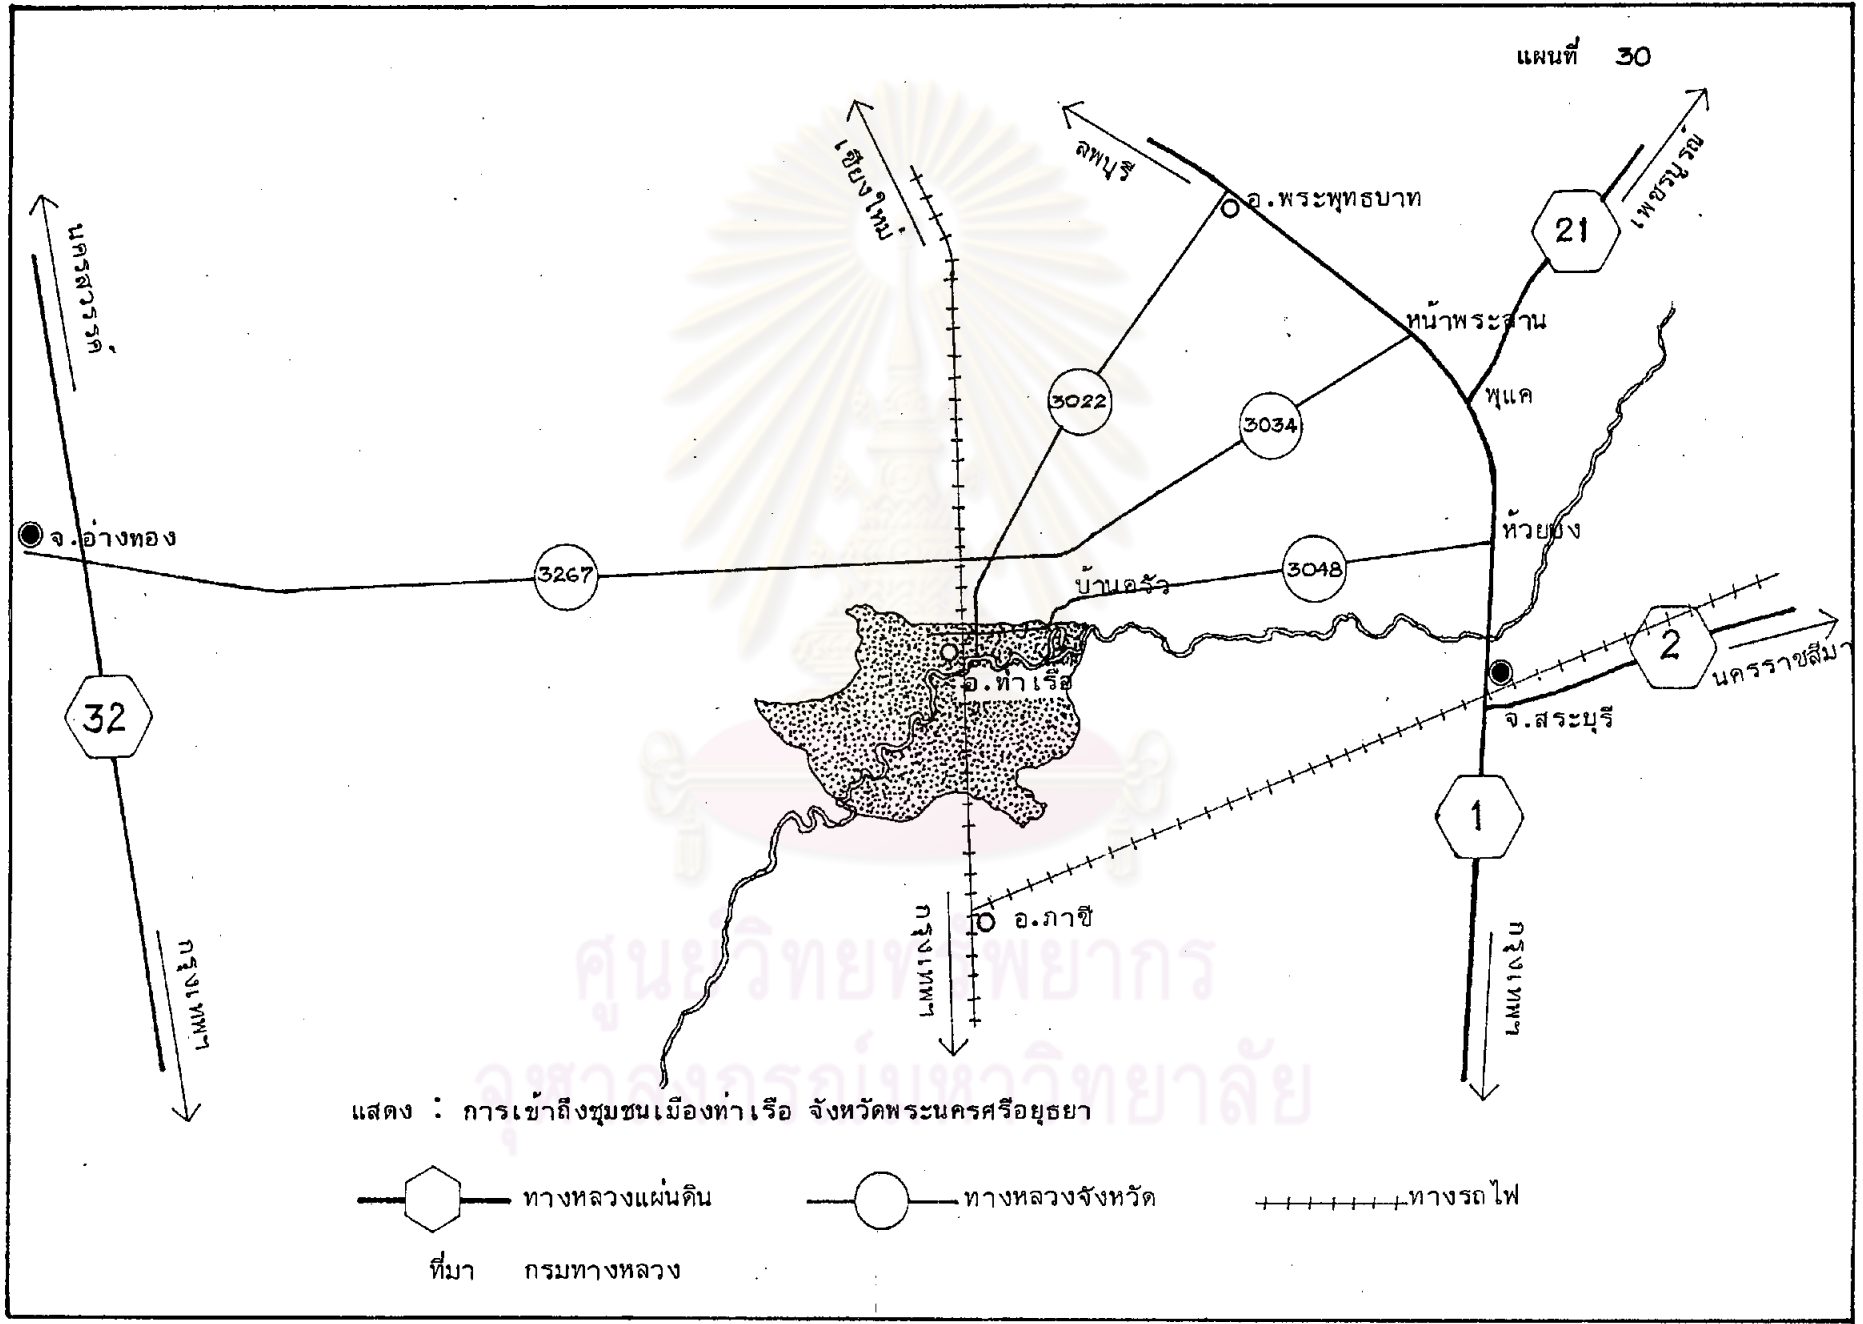 แผนที่ 30
เชียงใหม่
ลพบุรี
อ.พระพุทธบาท
เพชรบูรณ์
21
นครสวรรค์
หน้าพระลาน
พุแค
3022
3034
จ.อ่างทอง
ห้วยบง
3267
3048
บ้านครัว
2
นครราชสีมา
อ.ท่าเรือ
32
จ.สระบุรี
1
อ.ภาชี
กรุงเทพฯ
กรุงเทพฯ
กรุงเทพฯ
ศูนย์วิทยทรัพยากร
จุฬาลงกรณ์มหาวิทยาลัย
แสดง : การเข้าถึงชุมชนเมืองท่าเรือ จังหวัดพระนครศรีอยุธยา
ทางหลวงแผ่นดิน ทางหลวงจังหวัด ทางรถไฟ
ที่มา กรมทางหลวง